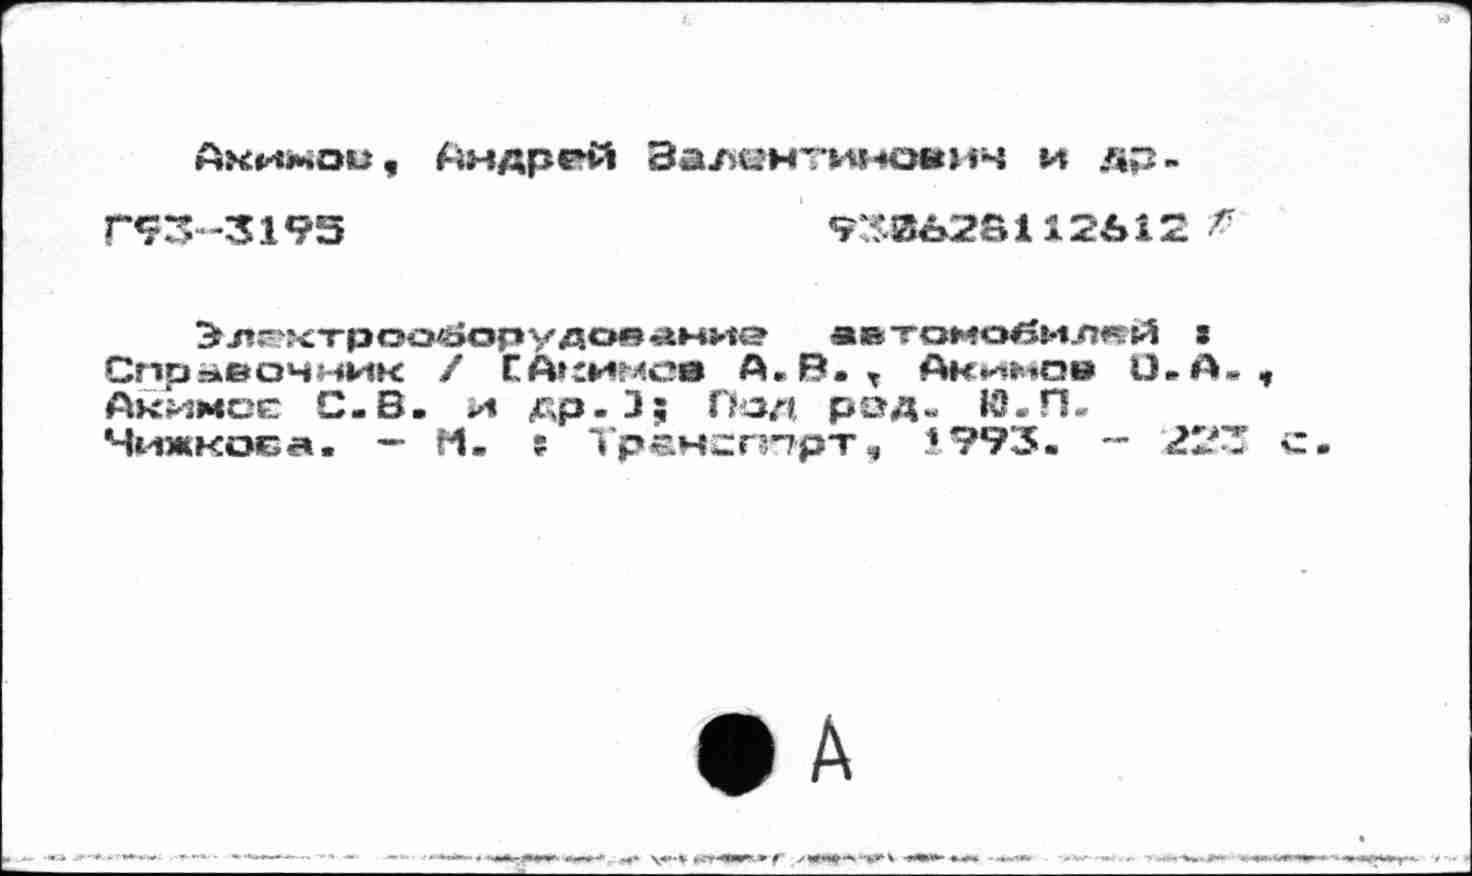 Акимов, Андрей Валентинович и др.
Г93-3195 930628112612
Электрооборудование автомобилей :
Справочник / [Акимов А.В., Акимов О.А.,
Акимов С.В. и др.]; Под ред. Ю.П.
Чижкова. - М. : Транспорт, 1993. - 223 с.
А